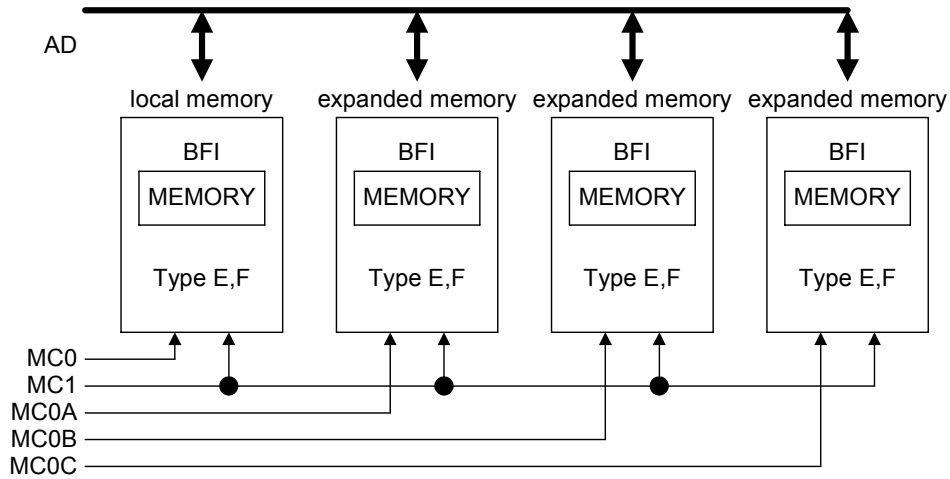 AD
local memory expanded memory expanded memory expanded memory
BFI BFI BFI BFI
MEMORY MEMORY MEMORY MEMORY
Type E,F Type E,F Type E,F Type E,F
MC0
MC1
MC0A
MC0B
MC0C